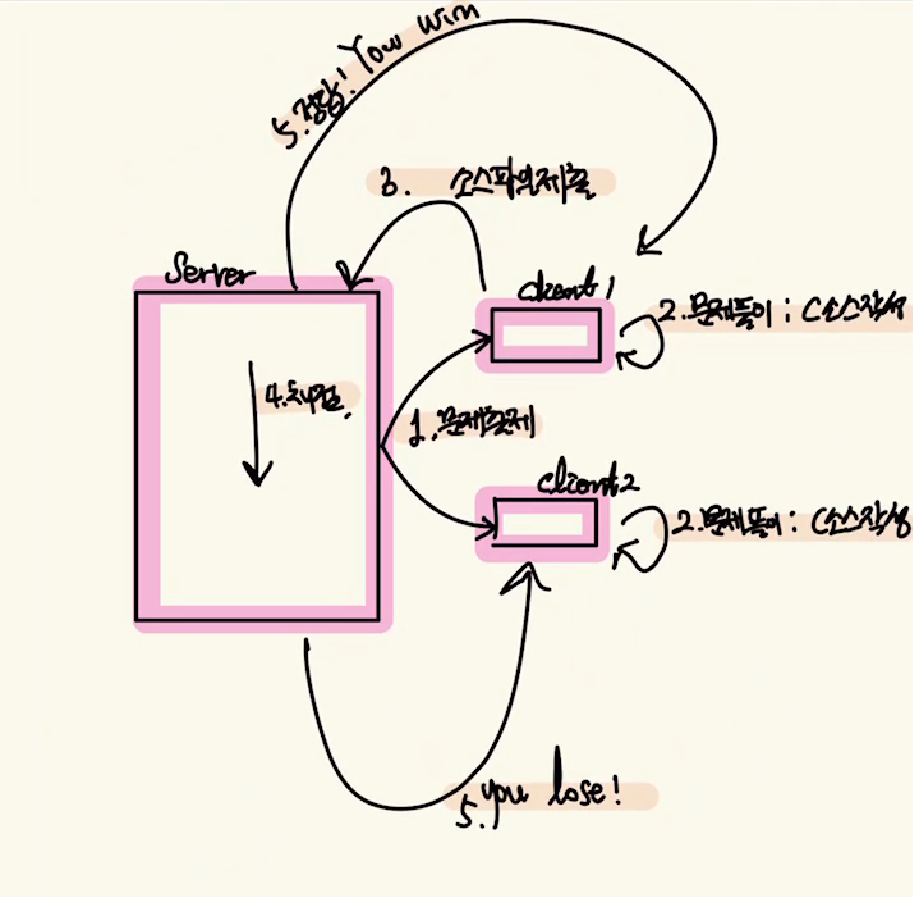 5. 정답! You win
3. 소스파일제출
Server
client1
2. 문제풀이 : C소스작성
4. 채점.
1. 문제출제
client2
2. 문제풀이 : C소스작성
5. you lose!